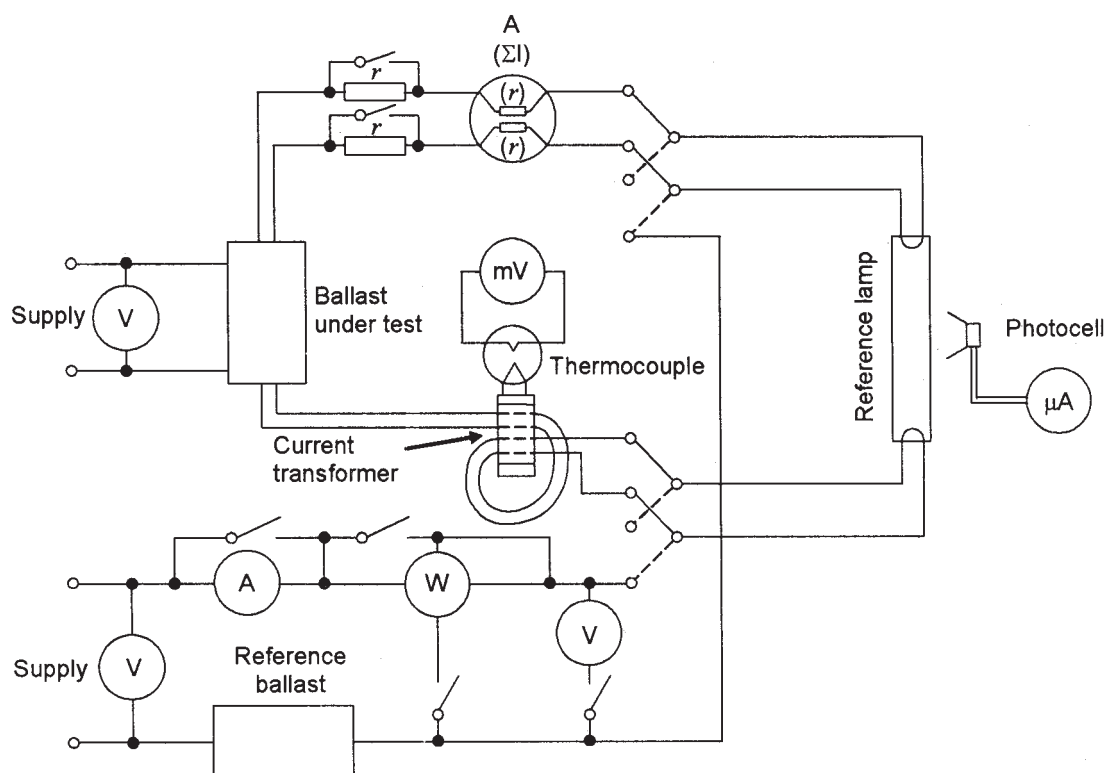 A
(ΣI)
r
(r)
r
(r)
mV
Supply
V
Ballast
under test
Thermocouple
Reference lamp
Photocell
μA
Current
transformer
A
W
V
Supply
V
Reference
ballast